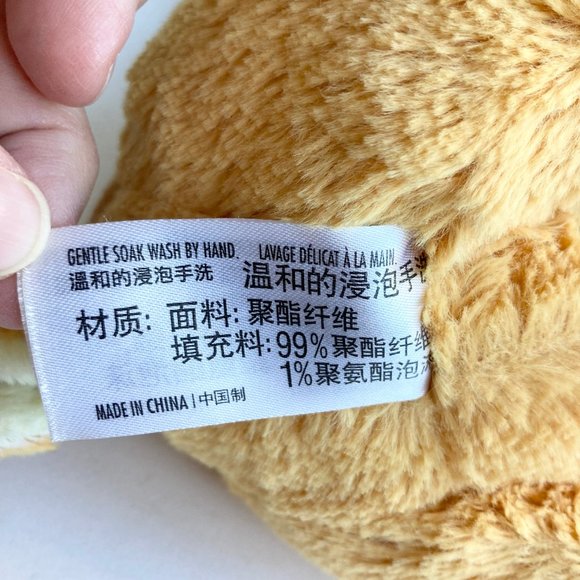 GENTLE SOAK WASH BY HAND. LAVAGE DÉLICAT À LA MAIN.
温和的浸泡手洗 温和的浸泡手洗
材质: 面料: 聚酯纤维
填充料: 99%聚酯纤维
1%聚氨酯泡
MADE IN CHINA | 中国制